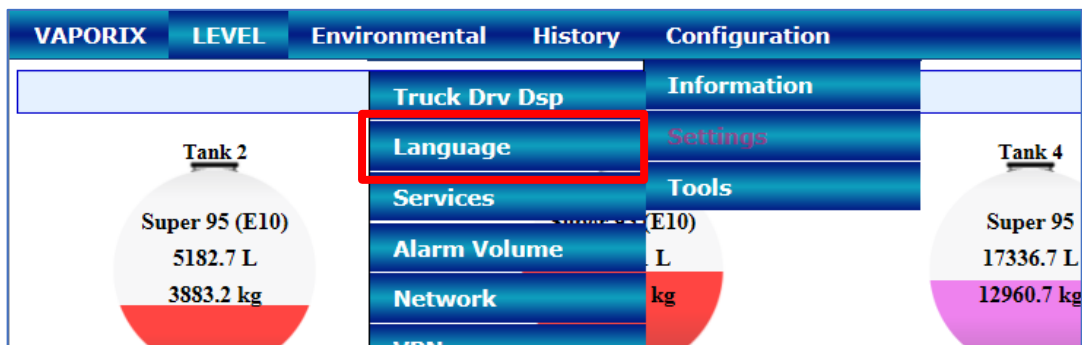 VAPORIX LEVEL Environmental History Configuration
Truck Drv Dsp
Language
Services
Alarm Volume
Network
VPN
Information
Settings
Tools
Tank 2
Super 95 (E10)
5182.7 L
3883.2 kg
(E10)
L
kg
Tank 4
Super 95
17336.7 L
12960.7 kg